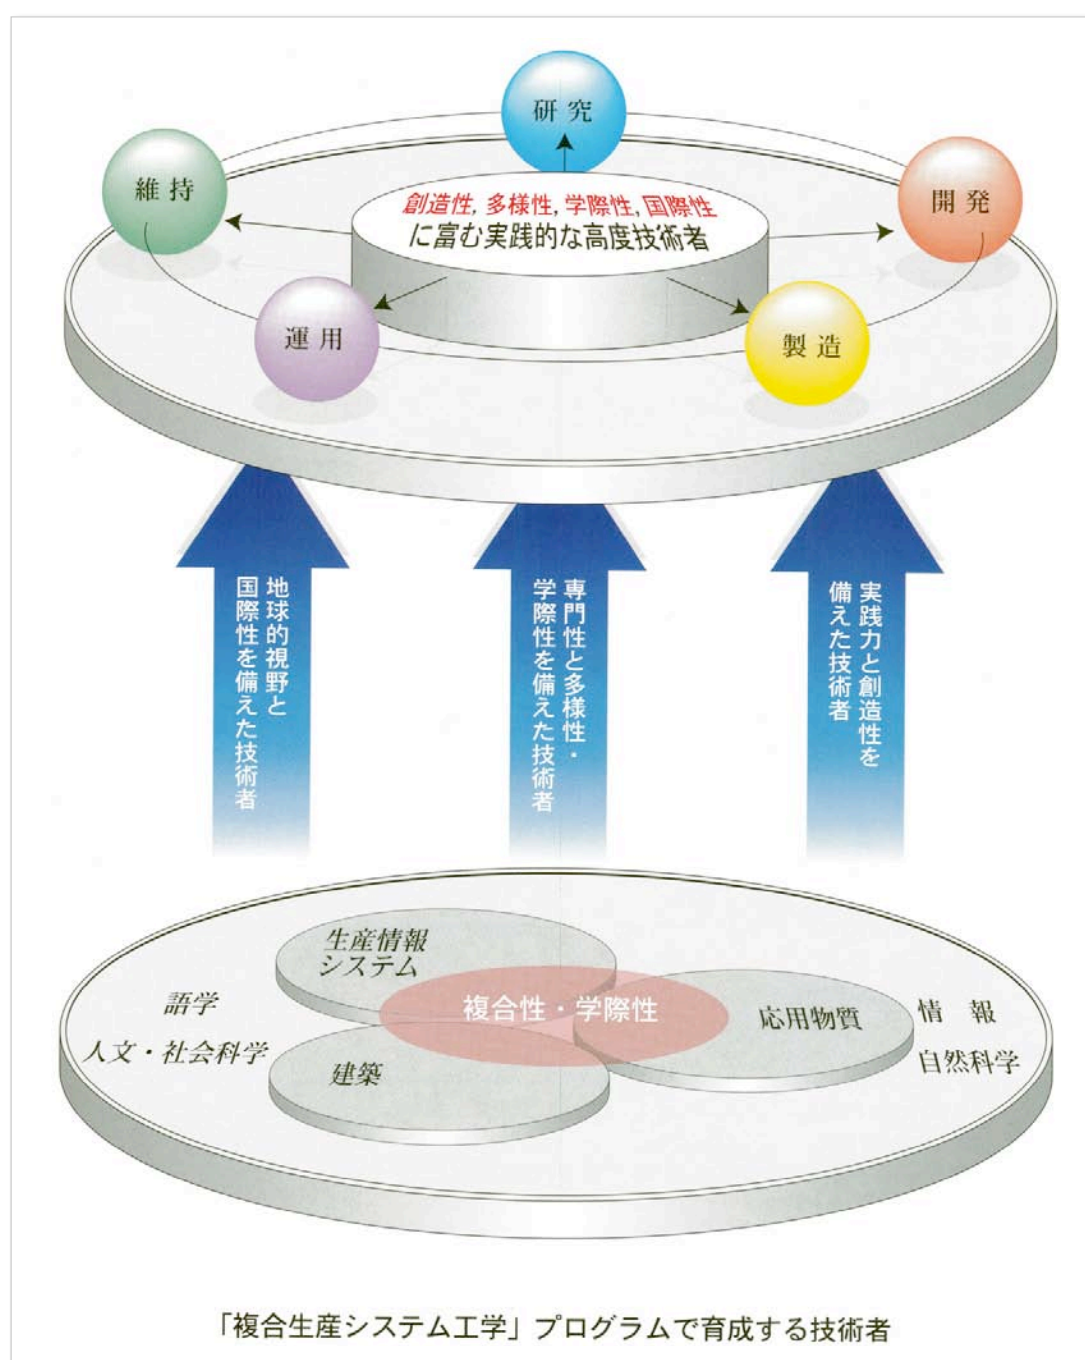 研究
維持
開発
創造性, 多様性, 学際性, 国際性
に富む実践的な高度技術者
運用
製造
地球的視野と
国際性を備えた技術者
専門性と多様性・
学際性を備えた技術者
実践力と創造性を
備えた技術者
生産情報
システム
複合性・学際性
語学
人文・社会科学
応用物質
情 報
自然科学
建築
「複合生産システム工学」プログラムで育成する技術者